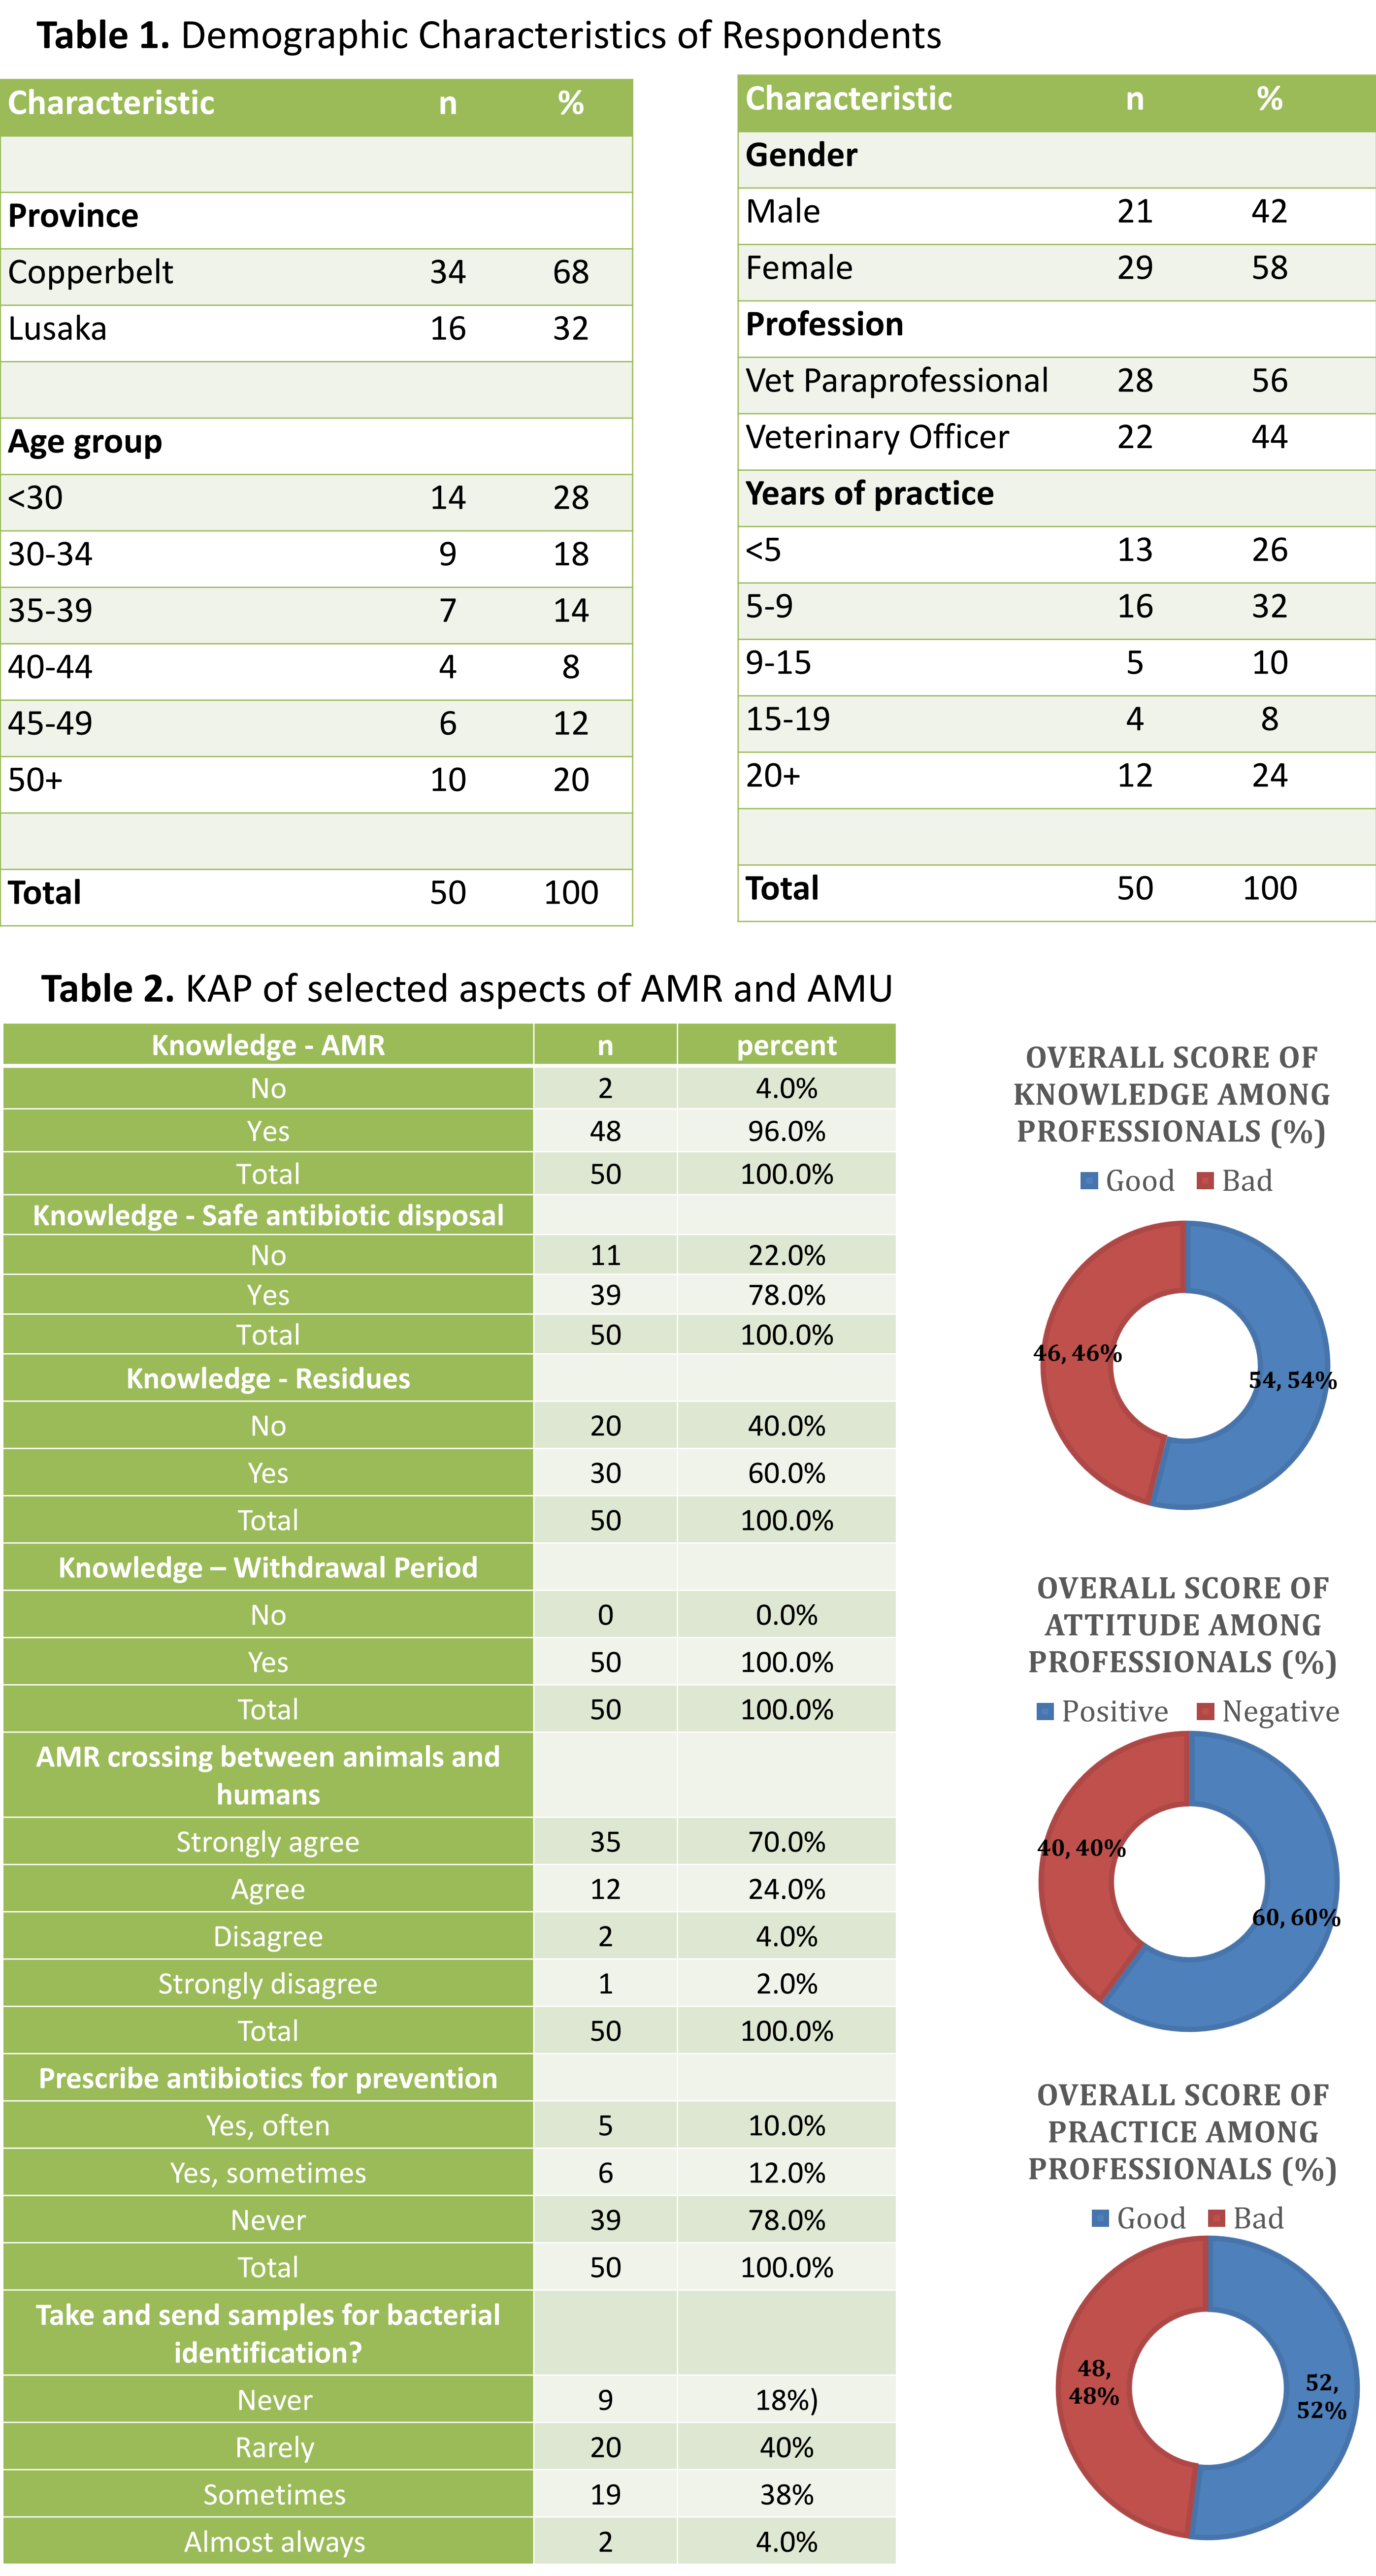 Table 1. Demographic Characteristics of Respondents
Characteristic n %
Province
Copperbelt 34 68
Lusaka 16 32
Age group
<30 14 28
30-34 9 18
35-39 7 14
40-44 4 8
45-49 6 12
50+ 10 20
Total 50 100
Characteristic n %
Gender
Male 21 42
Female 29 58
Profession
Vet Paraprofessional 28 56
Veterinary Officer 22 44
Years of practice
<5 13 26
5-9 16 32
9-15 5 10
15-19 4 8
20+ 12 24
Total 50 100
Table 2. KAP of selected aspects of AMR and AMU
Knowledge - AMR n percent
No 2 4.0%
Yes 48 96.0%
Total 50 100.0%
Knowledge - Safe antibiotic disposal
No 11 22.0%
Yes 39 78.0%
Total 50 100.0%
Knowledge - Residues
No 20 40.0%
Yes 30 60.0%
Total 50 100.0%
Knowledge – Withdrawal Period
No 0 0.0%
Yes 50 100.0%
Total 50 100.0%
AMR crossing between animals and
humans
Strongly agree 35 70.0%
Agree 12 24.0%
Disagree 2 4.0%
Strongly disagree 1 2.0%
Total 50 100.0%
Prescribe antibiotics for prevention
Yes, often 5 10.0%
Yes, sometimes 6 12.0%
Never 39 78.0%
Total 50 100.0%
Take and send samples for bacterial
identification?
Never 9 18%)
Rarely 20 40%
Sometimes 19 38%
Almost always 2 4.0%
OVERALL SCORE OF
KNOWLEDGE AMONG
PROFESSIONALS (%)
Good Bad
46, 46%
54, 54%
OVERALL SCORE OF
ATTITUDE AMONG
PROFESSIONALS (%)
Positive Negative
40, 40%
60, 60%
OVERALL SCORE OF
PRACTICE AMONG
PROFESSIONALS (%)
Good Bad
48,
48%
52,
52%